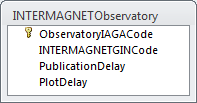 INTERMAGNETObservatory
ObservatoryIAGACode
INTERMAGNETGINCode
PublicationDelay
PlotDelay